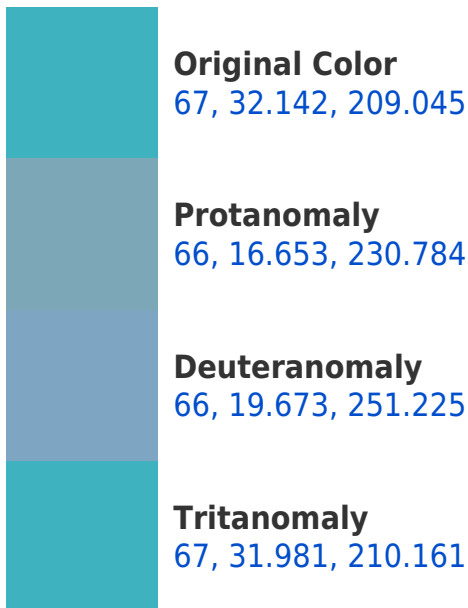 Original Color
67, 32.142, 209.045
Protanomaly
66, 16.653, 230.784
Deuteranomaly
66, 19.673, 251.225
Tritanomaly
67, 31.981, 210.161